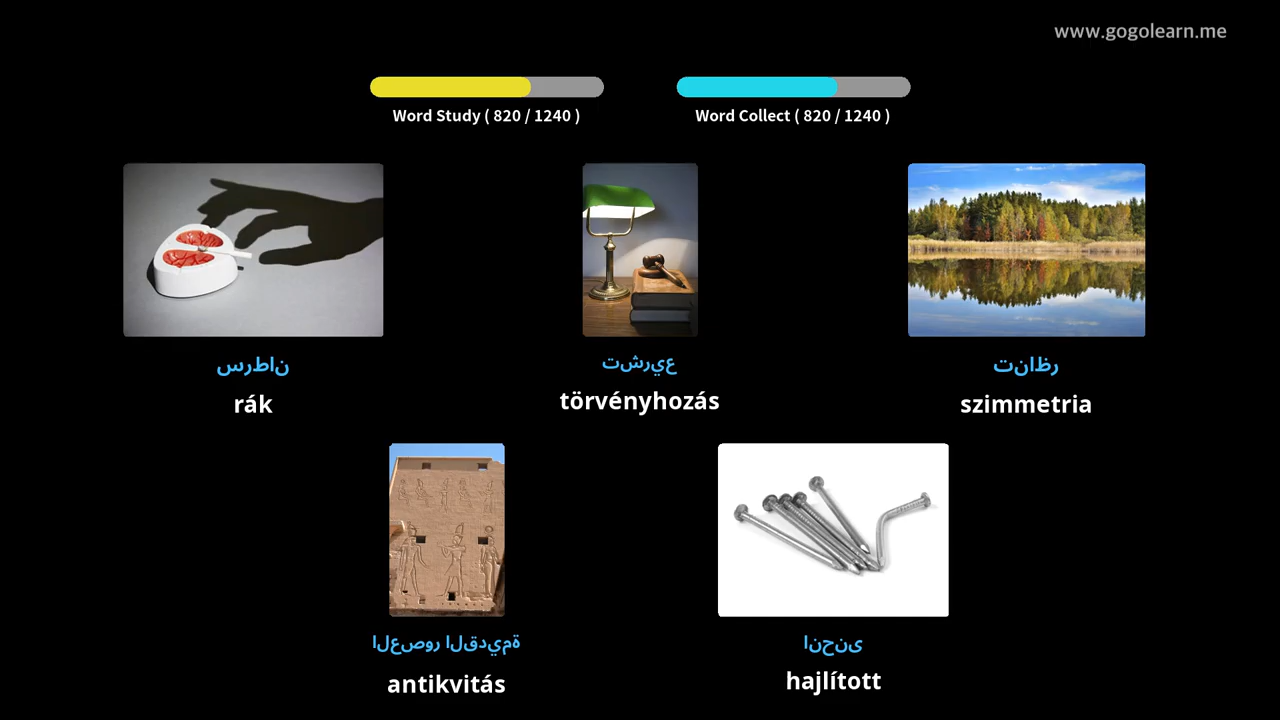 www.gogolearn.me
Word Study ( 820 / 1240 )
Word Collect ( 820 / 1240 )
سرطان
rák
تشريع
törvényhozás
تناظر
szimmetria
العصور القديمة
antikvitás
انحنى
hajlított